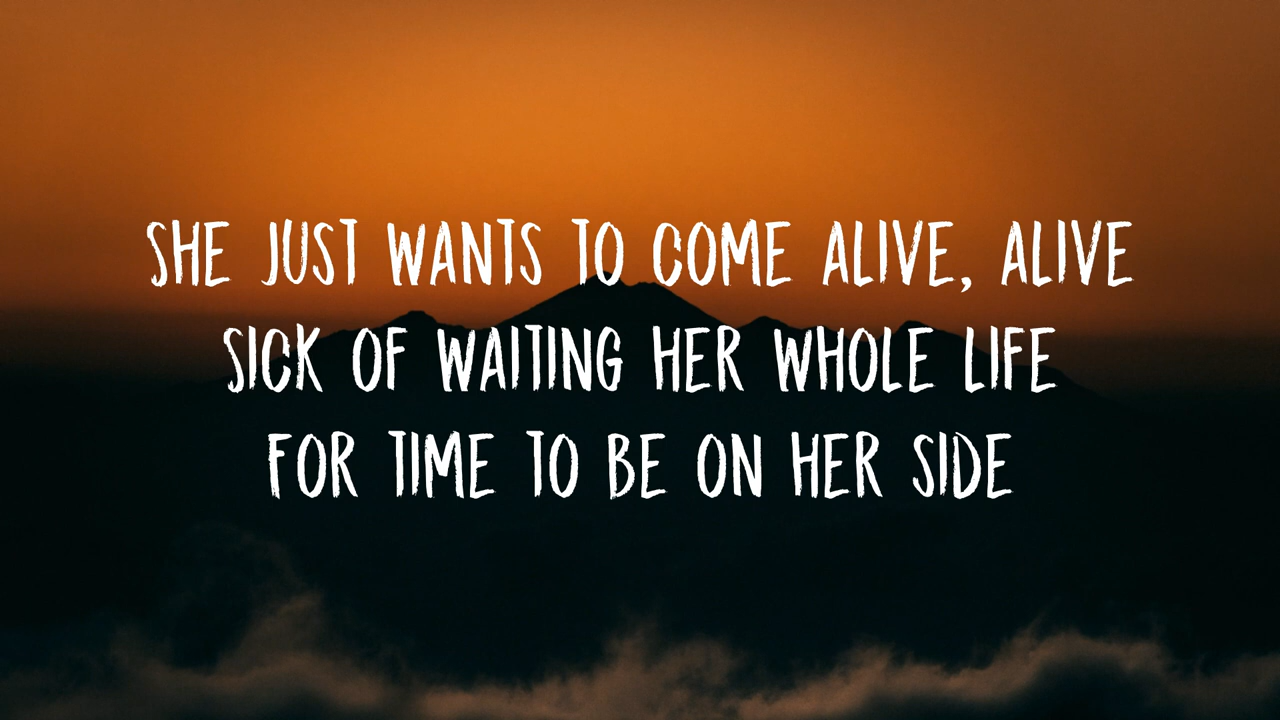 SHE JUST WANTS TO COME ALIVE, ALIVE
SICK OF WAITING HER WHOLE LIFE
FOR TIME TO BE ON HER SIDE